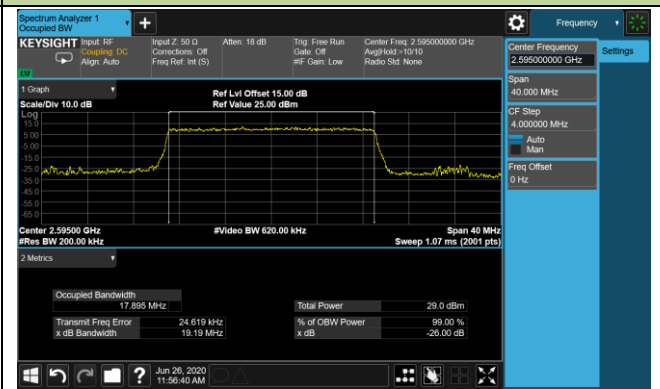 Spectrum Analyzer 1
Occupied BW
+
Frequency
KEYSIGHT
Input: RF
Coupling: DC
Align: Auto
Input Z: 50 Ω
Corrections: Off
Freq Ref: Int (S)
Atten: 18 dB
Trig: Free Run
Gate: Off
#IF Gain: Low
Center Freq: 2.595000000 GHz
Avg|Hold:>10/10
Radio Std: None
Center Frequency
2.595000000 GHz
Settings
Span
40.000 MHz
CF Step
4.000000 MHz
Auto
Man
Freq Offset
0 Hz
1 Graph
Scale/Div 10.0 dB
Ref Lvl Offset 15.00 dB
Ref Value 25.00 dBm
Log
15.0
5.00
-5.00
-15.0
-25.0
-35.0
-45.0
-55.0
-65.0
Center 2.59500 GHz
#Video BW 620.00 kHz
Span 40 MHz
#Res BW 200.00 kHz
Sweep 1.07 ms (2001 pts)
2 Metrics
Occupied Bandwidth
17.895 MHz
Total Power
29.0 dBm
Transmit Freq Error
24.619 kHz
% of OBW Power
99.00 %
x dB Bandwidth
19.19 MHz
x dB
-26.00 dB
?
Jun 26, 2020
11:56:40 AM